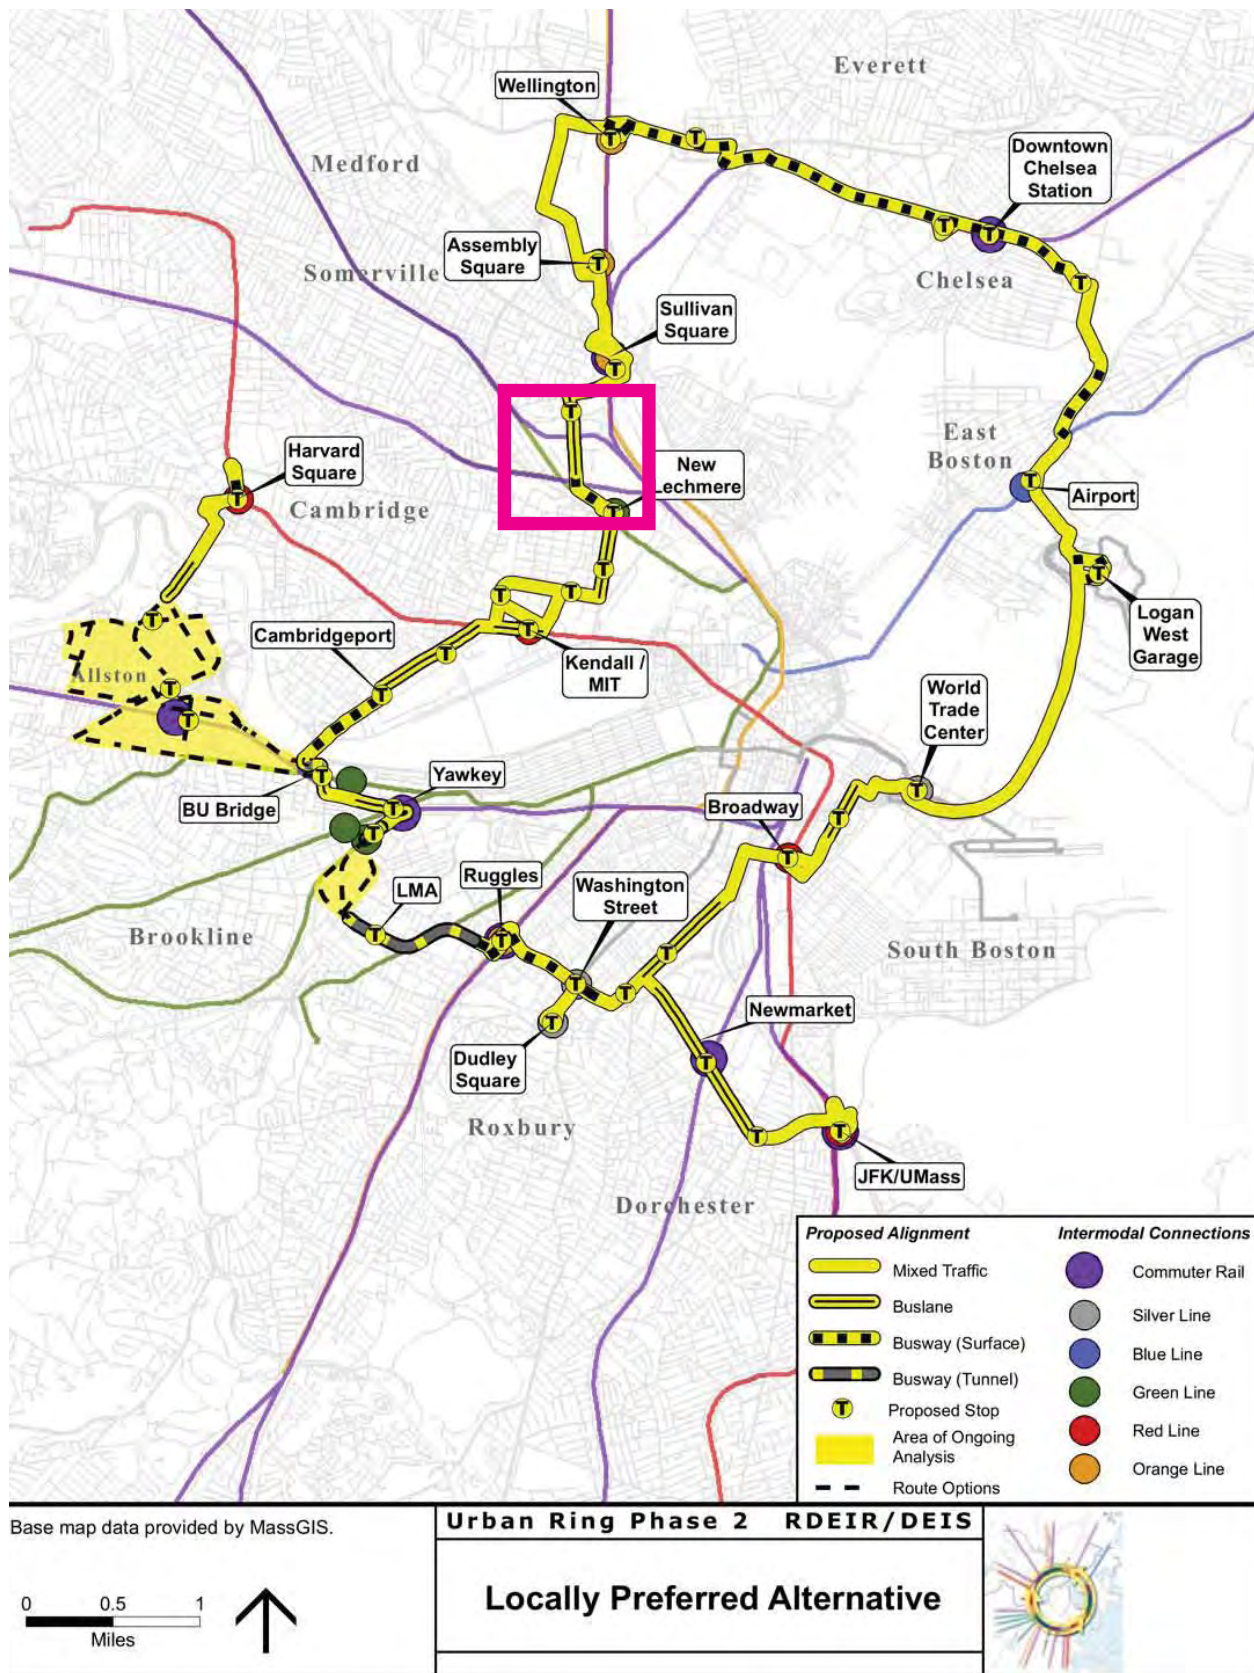 Everett
Wellington
Medford
Downtown
Chelsea
Station
Assembly
Square
Somerville
Chelsea
Sullivan
Square
East
Boston
Harvard
Square
New
Lechmere
Airport
Cambridge
Logan
West
Garage
Cambridgeport
Kendall /
MIT
Allston
World
Trade
Center
Yawkey
BU Bridge
Broadway
Ruggles
LMA
Washington
Street
Brookline
South Boston
Newmarket
Dudley
Square
Roxbury
JFK/UMass
Dorchester
Proposed Alignment
Mixed Traffic
Buslane
Busway (Surface)
Busway (Tunnel)
Proposed Stop
Area of Ongoing
Analysis
Route Options
Intermodal Connections
Commuter Rail
Silver Line
Blue Line
Green Line
Red Line
Orange Line
Base map data provided by MassGIS.
0 0.5 1
Miles
Urban Ring Phase 2 RDEIR/DEIS
Locally Preferred Alternative